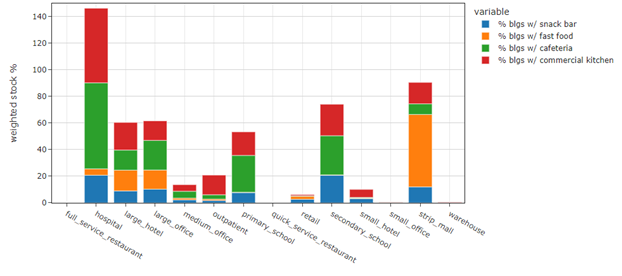 variable
% blgs w/ snack bar
% blgs w/ fast food
% blgs w/ cafeteria
% blgs w/ commercial kitchen
weighted stock %
140
120
100
80
60
40
20
0
full_service_restaurant
hospital
large_hotel
large_office
medium_office
outpatient
primary_school
quick_service_restaurant
retail
secondary_school
small_hotel
small_office
strip_mall
warehouse